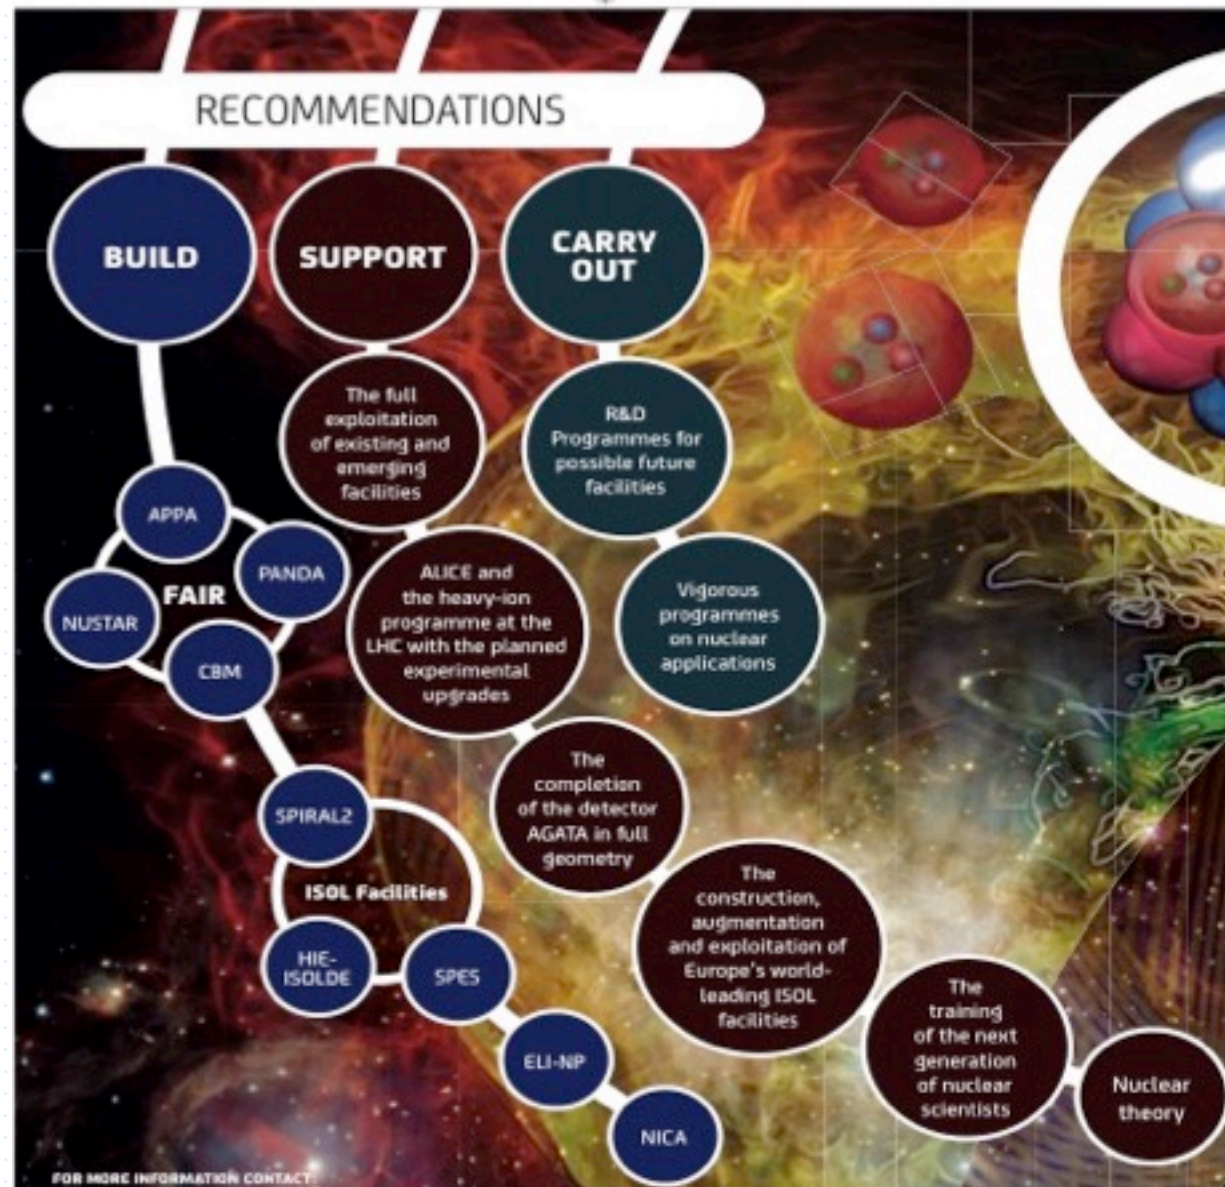 RECOMMENDATIONS
BUILD
SUPPORT
CARRY
OUT
The full
exploitation
of existing and
emerging
facilities
R&D
Programmes for
possible future
facilities
APPA
PANDA
FAIR
NUSTAR
CBM
ALICE and
the heavy-ion
programme at the
LHC with the planned
experimental
upgrades
Vigorous
programmes
on nuclear
applications
The
completion
of the detector
AGATA in full
geometry
SPIRAL2
ISOL Facilities
HIE-
ISOLDE
SPES
The
construction,
augmentation
and exploitation of
Europe's world-
leading ISOL
facilities
The
training
of the next
generation
of nuclear
scientists
Nuclear
theory
ELI-NP
NICA
FOR MORE INFORMATION CONTACT: